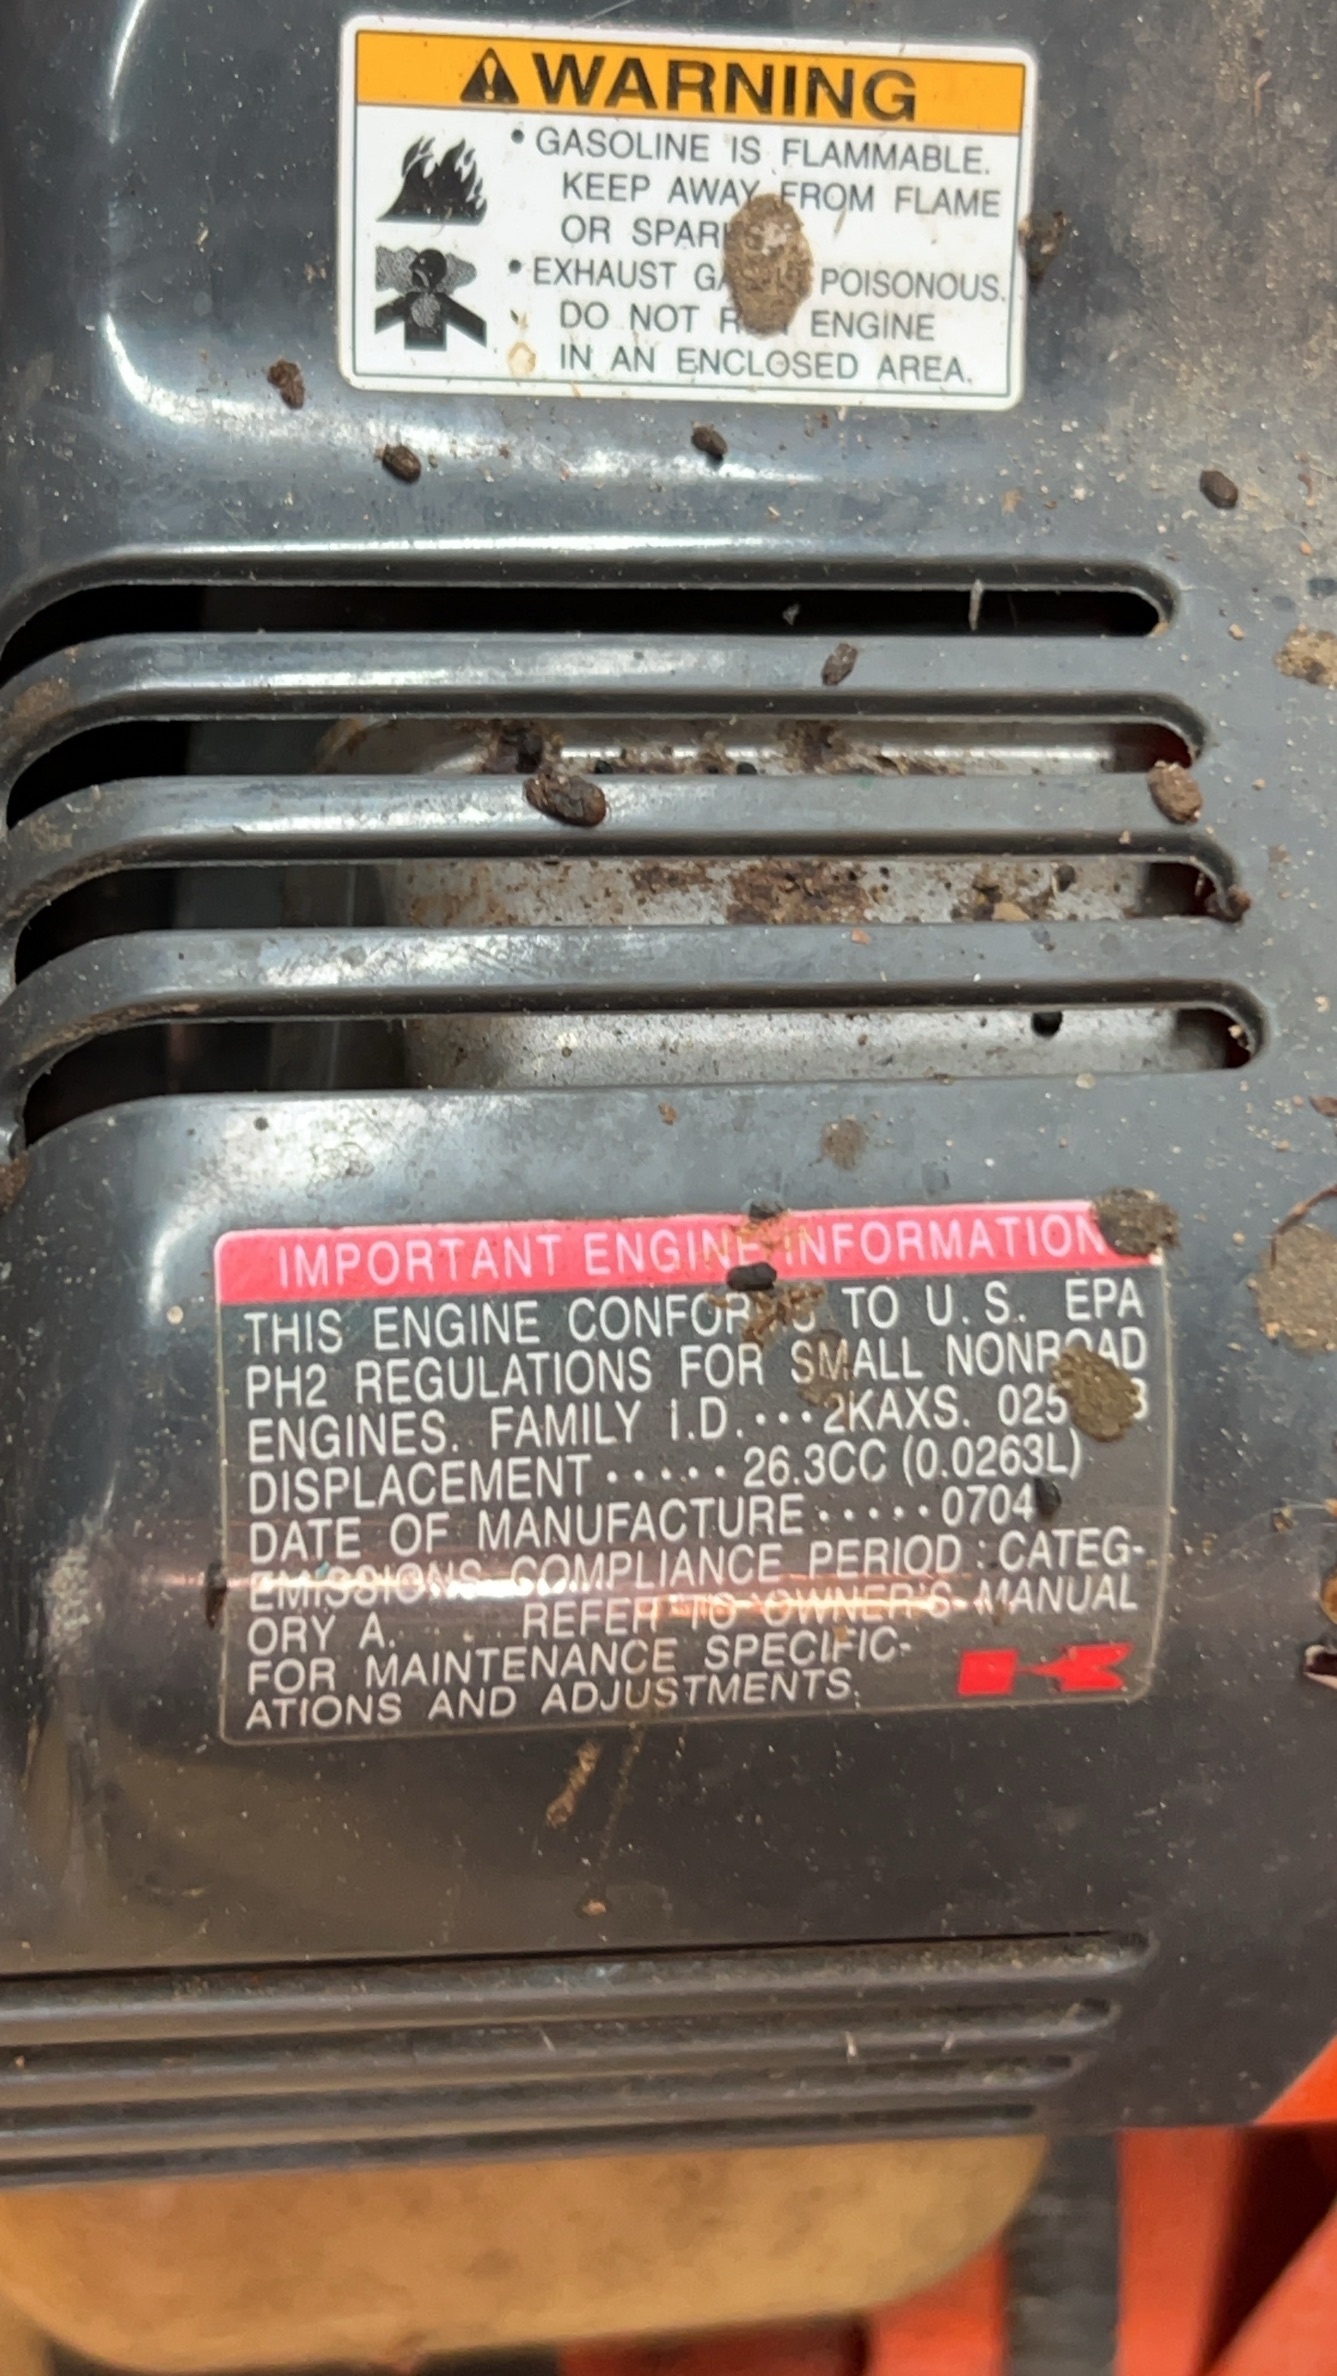 WARNING
• GASOLINE IS FLAMMABLE.
KEEP AWAY FROM FLAME
OR
• EXHAUST POISONOUS.
DO NOT ENGINE
IN AN ENCLOSED AREA.
IMPORTANT ENGINE INFORMATION
THIS ENGINE TO U.S. EPA
PH2 REGULATIONS FOR SMALL NONROAD
ENGINES. FAMILY I.D. ••• 2KAXS.
DISPLACEMENT ••••• 26.3CC (0.0263L)
DATE OF MANUFACTURE ••••• 0704
EMISSIONS COMPLIANCE PERIOD : CATEG-
ORY A. REFER TO OWNER'S MANUAL
FOR MAINTENANCE SPECIFIC-
ATIONS AND ADJUSTMENTS.